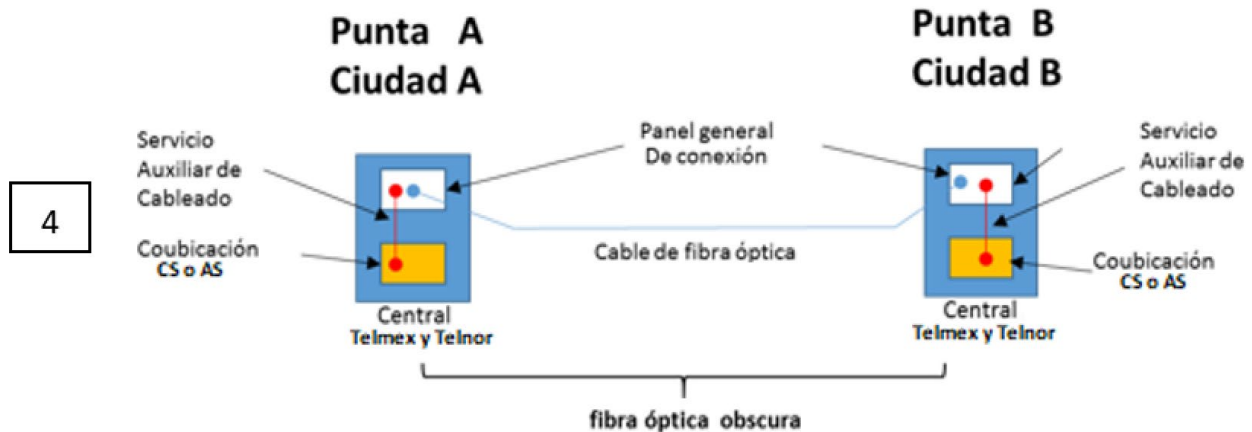 Punta A
Ciudad A
Punta B
Ciudad B
Servicio
Auxiliar de
Cableado
Panel general
De conexión
Servicio
Auxiliar de
Cableado
4
Coubicación
CS o AS
Cable de fibra óptica
Coubicación
CS o AS
Central
Telmex y Telnor
Central
Telmex y Telnor
fibra óptica obscura